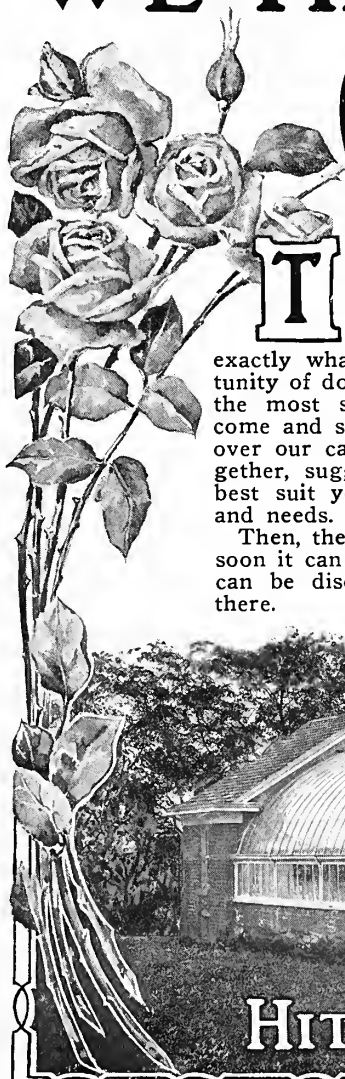 T
exactly wha
tunity of do
the most s
come and s
over our ca
gether, sugg
best suit y
and needs.
Then, the
soon it can
can be disc
there.
HIT